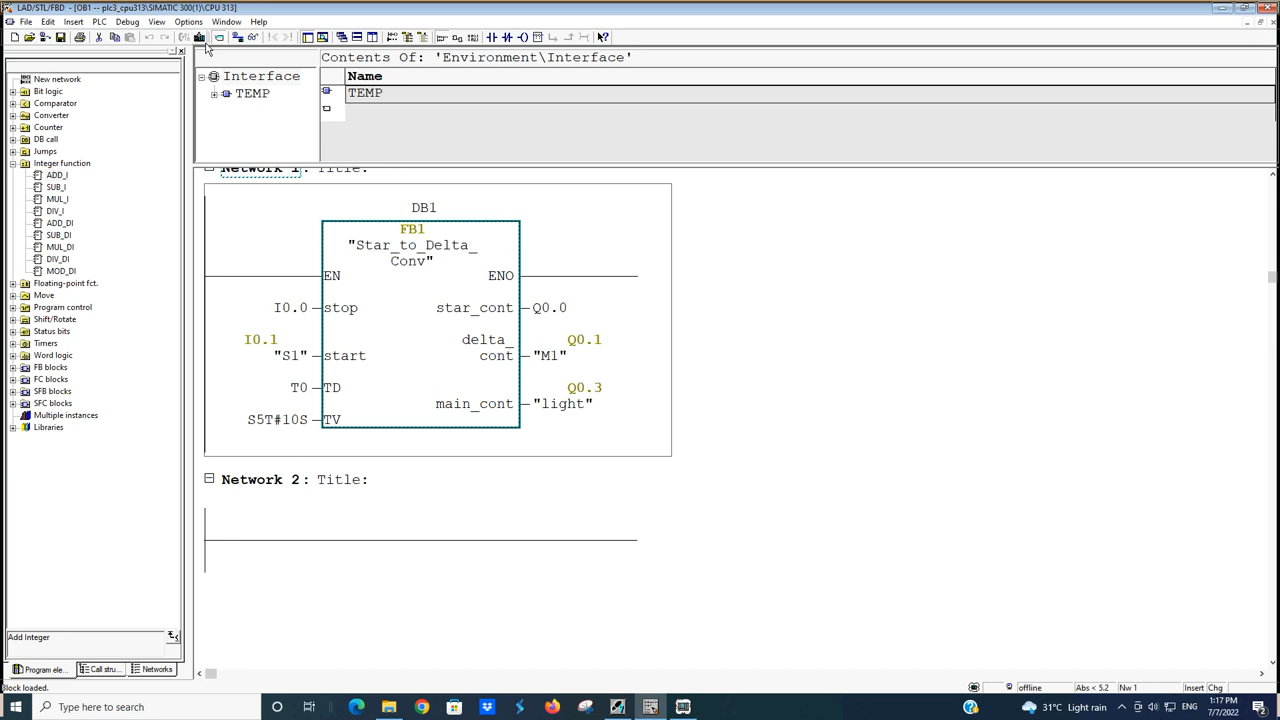 LAD/STL/FBD - [OB1 -- plc3_cpu313\SIMATIC 300(1)\CPU 313]
File Edit Insert PLC Debug View Options Window Help
Contents Of: 'Environment\Interface'
Interface
TEMP
Name
TEMP
New network
Bit logic
Comparator
Converter
Counter
DB call
Jumps
Integer function
ADD_I
SUB_I
MUL_I
DIV_I
ADD_DI
SUB_DI
MUL_DI
DIV_DI
MOD_DI
Floating-point fct.
Move
Program control
Shift/Rotate
Status bits
Timers
Word logic
FB blocks
FC blocks
SFB blocks
SFC blocks
Multiple instances
Libraries
Add Integer
Program ele... Call stru... Networks
Network 1: Title:
DB1
FB1
"Star_to_Delta_
Conv"
EN ENO
I0.0 stop star_cont Q0.0
I0.1 delta_ Q0.1
"S1" start cont "M1"
T0 TD Q0.3
main_cont "light"
S5T#10S TV
Network 2: Title:
Block loaded.
offline Abs < 5.2 Nw 1 Insert Chg
Type here to search
31°C Light rain
1:17 PM
7/7/2022
2